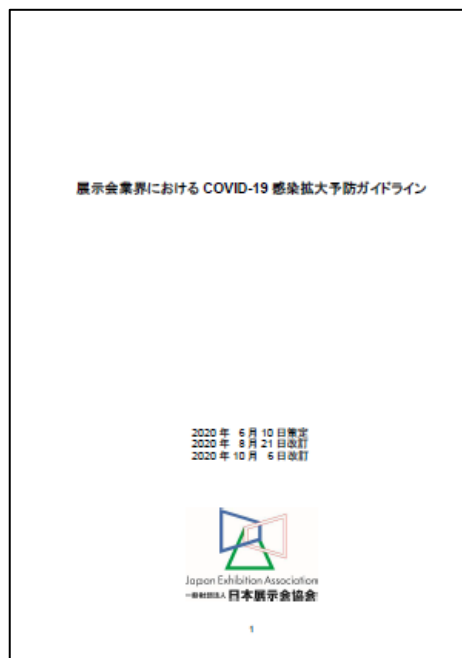 展示会業界における COVID-19 感染拡大予防ガイドライン
2020 年 6 月 10 日策定
2020 年 8 月 21 日改訂
2020 年 10 月 6 日改訂
Japan Exhibition Association
一般社団法人 日本展示会協会
1